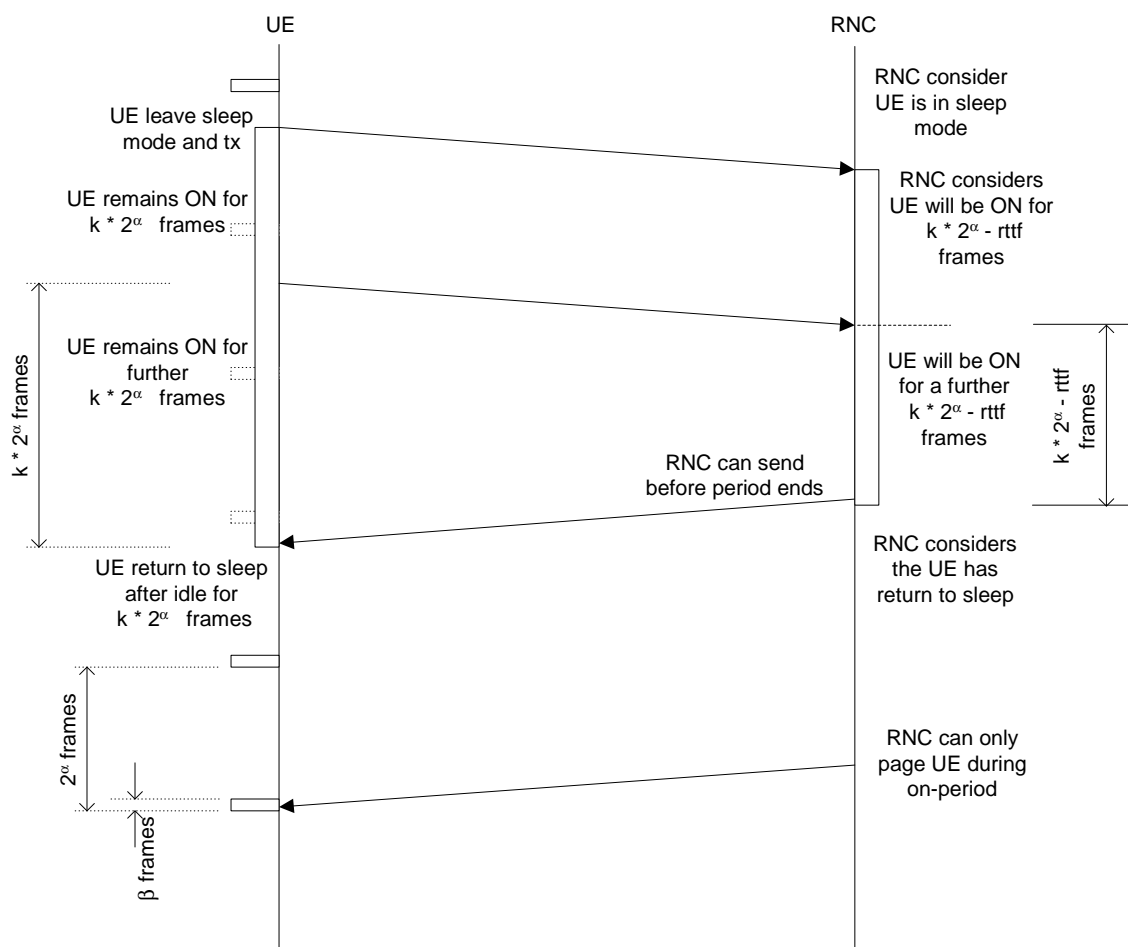 UE
RNC
RNC consider
UE is in sleep
mode
UE leave sleep
mode and tx
RNC considers
UE will be ON for
k * 2^α - rttf
frames
UE remains ON for
k * 2^α frames
UE remains ON for
further
k * 2^α frames
k * 2^α frames
UE will be ON
for a further
k * 2^α - rttf
frames
k * 2^α - rttf
frames
RNC can send
before period ends
UE return to sleep
after idle for
k * 2^α frames
RNC considers
the UE has
return to sleep
2^α frames
RNC can only
page UE during
on-period
β frames